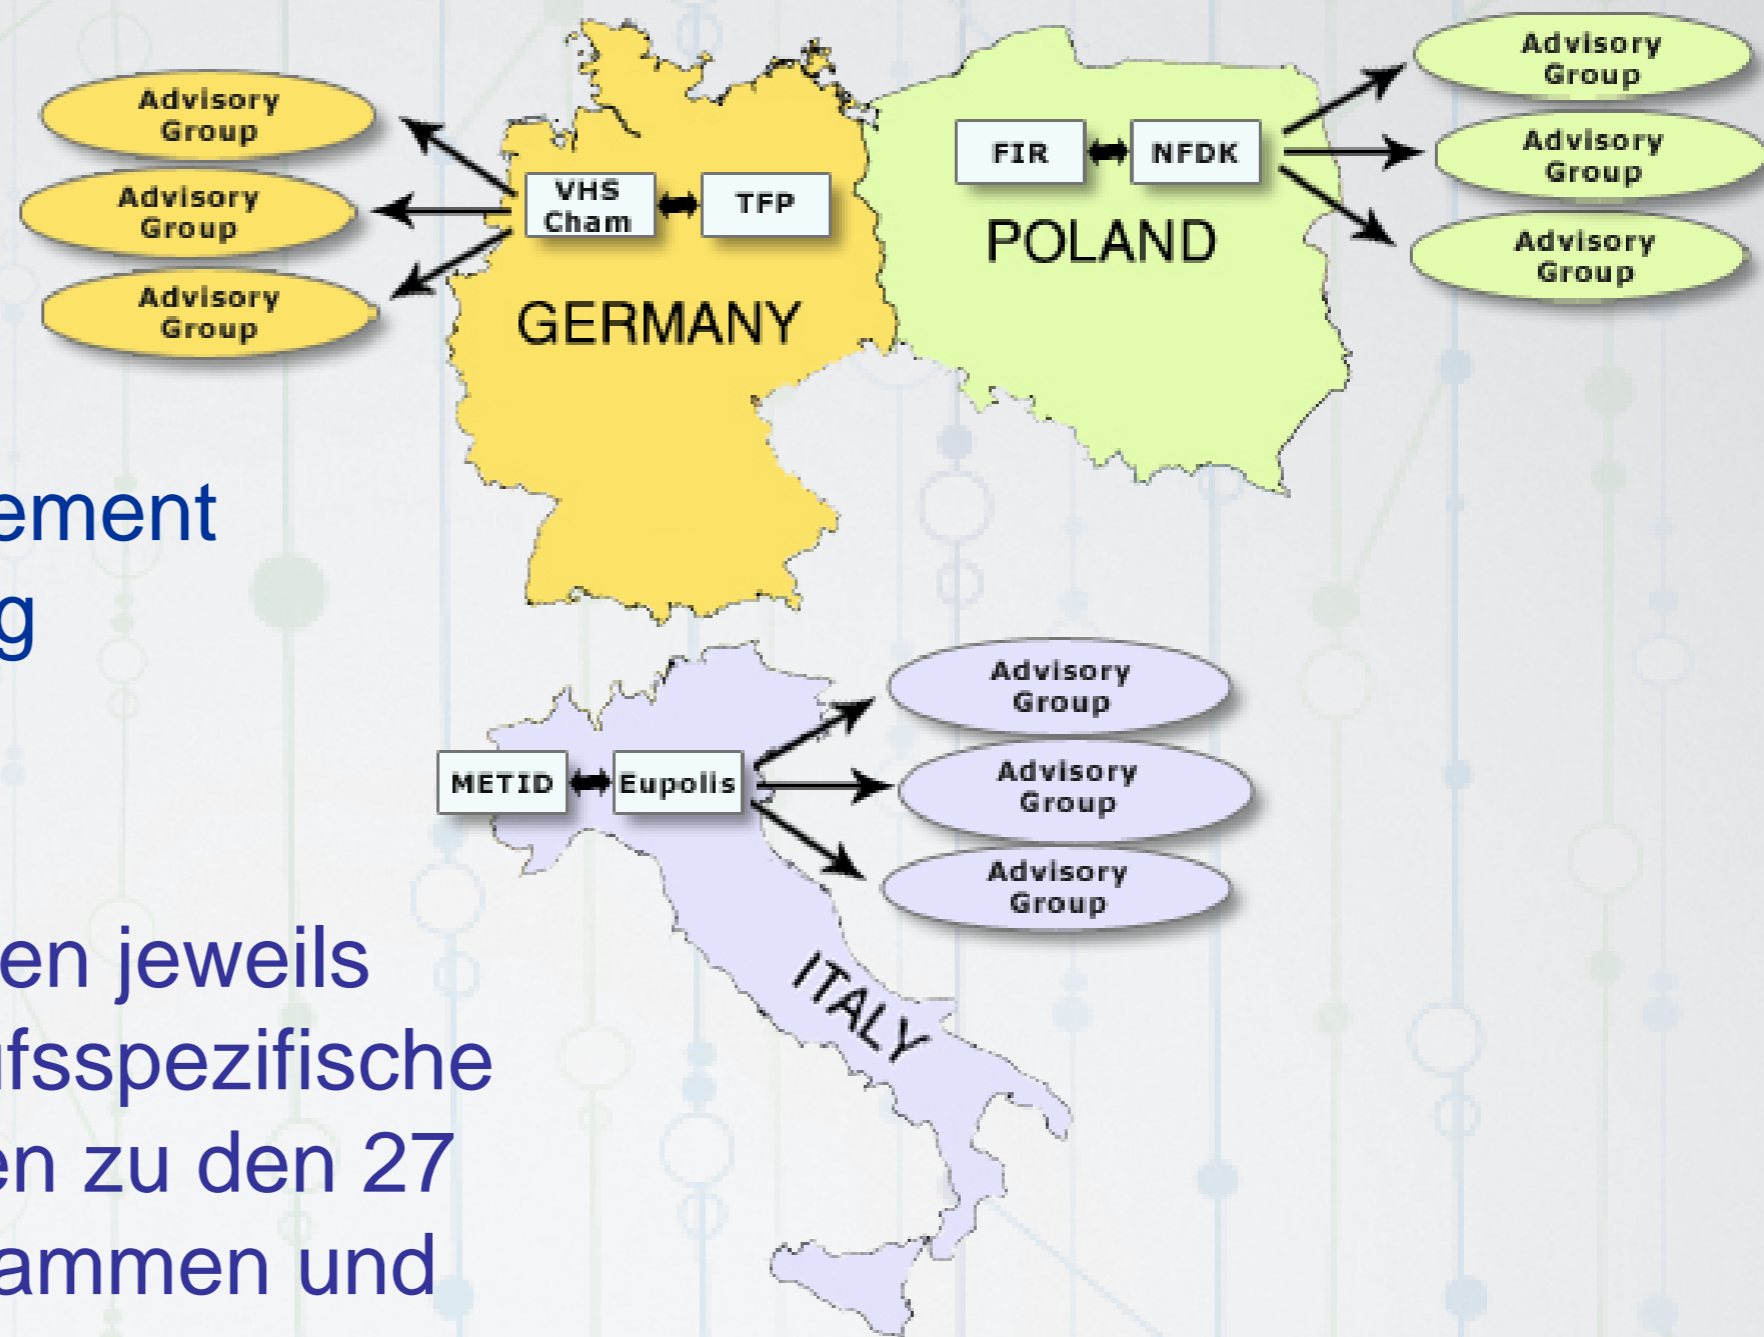 Advisory
Group
Advisory
Group
Advisory
Group
VHS
Cham
TFP
GERMANY
FIR
NFDK
POLAND
Advisory
Group
Advisory
Group
Advisory
Group
ement
g
METID
Eupolis
ITALY
Advisory
Group
Advisory
Group
Advisory
Group
en jeweils
ufsspezifische
en zu den 27
ammen und